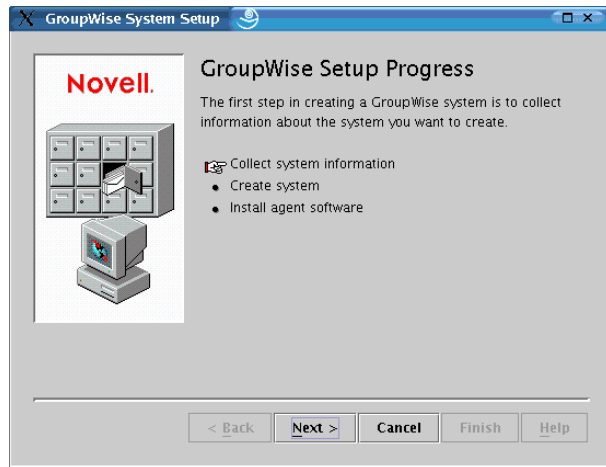 GroupWise System Setup
Novell.
GroupWise Setup Progress
The first step in creating a GroupWise system is to collect
information about the system you want to create.
Collect system information
• Create system
• Install agent software
< Back
Next >
Cancel
Finish
Help